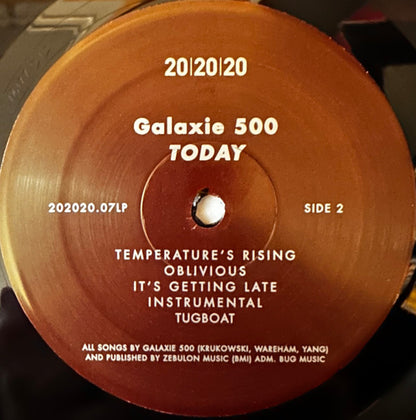 20|20|20
Galaxie 500
TODAY
202020.07LP
SIDE 2
TEMPERATURE'S RISING
OBLIVIOUS
IT'S GETTING LATE
INSTRUMENTAL
TUGBOAT
ALL SONGS BY GALAXIE 500 (KRUKOWSKI, WAREHAM, YANG)
AND PUBLISHED BY ZEBULON MUSIC (BMI) ADM. BUG MUSIC